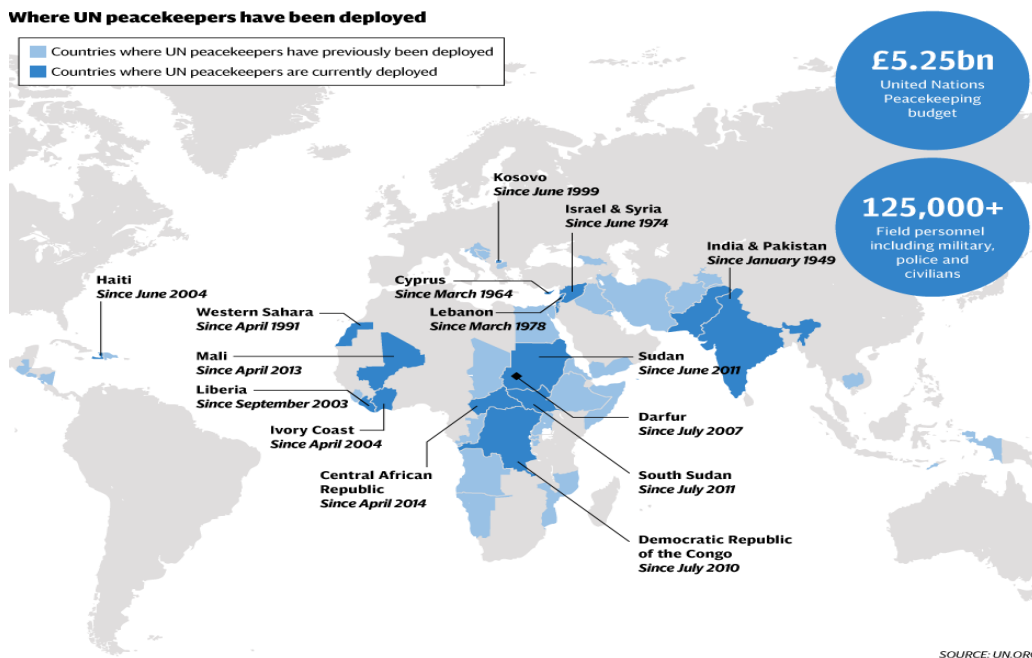 Where UN peacekeepers have been deployed
Countries where UN peacekeepers have previously been deployed
Countries where UN peacekeepers are currently deployed
£5.25bn
United Nations
Peacekeeping
budget
125,000+
Field personnel
including military,
police and
civilians
Kosovo
Since June 1999
Israel & Syria
Since June 1974
India & Pakistan
Since January 1949
Haiti
Since June 2004
Cyprus
Since March 1964
Lebanon
Since March 1978
Western Sahara
Since April 1991
Mali
Since April 2013
Liberia
Since September 2003
Ivory Coast
Since April 2004
Central African
Republic
Since April 2014
Sudan
Since June 2011
Darfur
Since July 2007
South Sudan
Since July 2011
Democratic Republic
of the Congo
Since July 2010
SOURCE: UN.OR